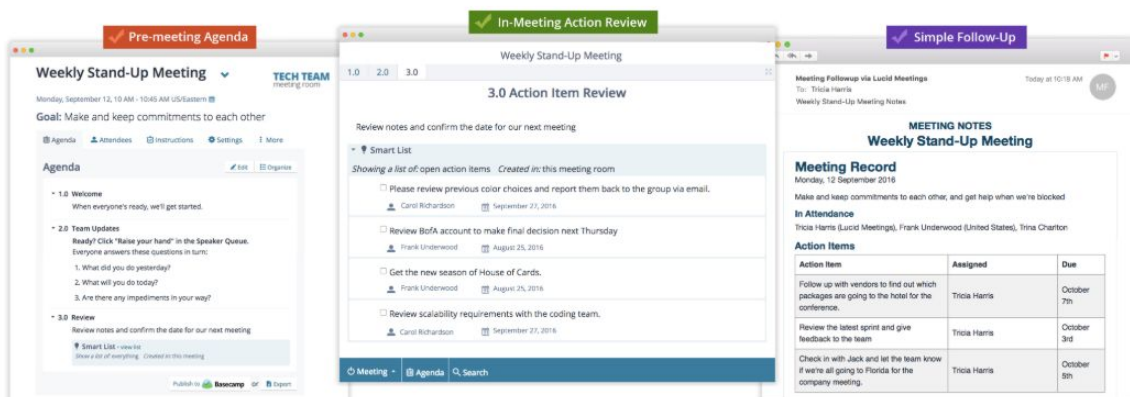 Pre-meeting Agenda
Weekly Stand-Up Meeting
TECH TEAM
meeting room
Monday, September 12, 10 AM - 10:45 AM US/Eastern
Goal: Make and keep commitments to each other
Agenda Attendees Instructions Settings More
Agenda
Edit Organize
1.0 Welcome
When everyone's ready, we'll get started.
2.0 Team Updates
Ready? Click "Raise your hand" in the Speaker Queue.
Everyone answers these questions in turn:
1. What did you do yesterday?
2. What will you do today?
3. Are there any impediments in your way?
3.0 Review
Review notes and confirm the date for our next meeting
Smart List - view list
Show a list of everything Created in this meeting
Publish to Basecamp or Export
In-Meeting Action Review
Weekly Stand-Up Meeting
1.0 2.0 3.0
3.0 Action Item Review
Review notes and confirm the date for our next meeting
Smart List
Showing a list of: open action items Created in: this meeting room
Please review previous color choices and report them back to the group via email.
Carol Richardson September 27, 2016
Review BofA account to make final decision next Thursday
Frank Underwood August 25, 2016
Get the new season of House of Cards.
Frank Underwood August 25, 2016
Review scalability requirements with the coding team.
Carol Richardson September 27, 2016
Meeting Agenda Search
Simple Follow-Up
Meeting Followup via Lucid Meetings
Today at 10:18 AM
MF
To: Tricia Harris
Weekly Stand-Up Meeting Notes
MEETING NOTES
Weekly Stand-Up Meeting
Meeting Record
Monday, 12 September 2016
Make and keep commitments to each other, and get help when we're blocked
In Attendance
Tricia Harris (Lucid Meetings), Frank Underwood (United States), Trina Charlton
Action Items
Action Item Assigned Due
Follow up with vendors to find out which
packages are going to the hotel for the
conference.
Tricia Harris
October
7th
Review the latest sprint and give
feedback to the team
Tricia Harris
October
3rd
Check in with Jack and let the team know
if we're all going to Florida for the
company meeting.
Tricia Harris
October
5th